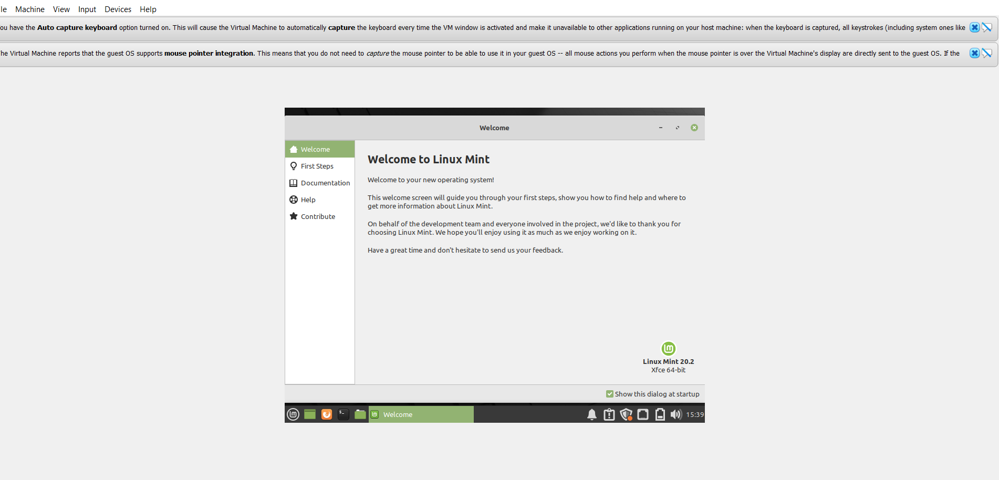 le Machine View Input Devices Help
ou have the Auto capture keyboard option turned on. This will cause the Virtual Machine to automatically capture the keyboard every time the VM window is activated and make it unavailable to other applications running on your host machine: when the keyboard is captured, all keystrokes (including system ones like
he Virtual Machine reports that the guest OS supports mouse pointer integration. This means that you do not need to capture the mouse pointer to be able to use it in your guest OS -- all mouse actions you perform when the mouse pointer is over the Virtual Machine's display are directly sent to the guest OS. If the
Welcome
Welcome
First Steps
Documentation
Help
Contribute
Welcome to Linux Mint
Welcome to your new operating system!
This welcome screen will guide you through your first steps, show you how to find help and where to
get more information about Linux Mint.
On behalf of the development team and everyone involved in the project, we'd like to thank you for
choosing Linux Mint. We hope you'll enjoy using it as much as we enjoy working on it.
Have a great time and don't hesitate to send us your feedback.
Linux Mint 20.2
Xfce 64-bit
Show this dialog at startup
Welcome
15:39